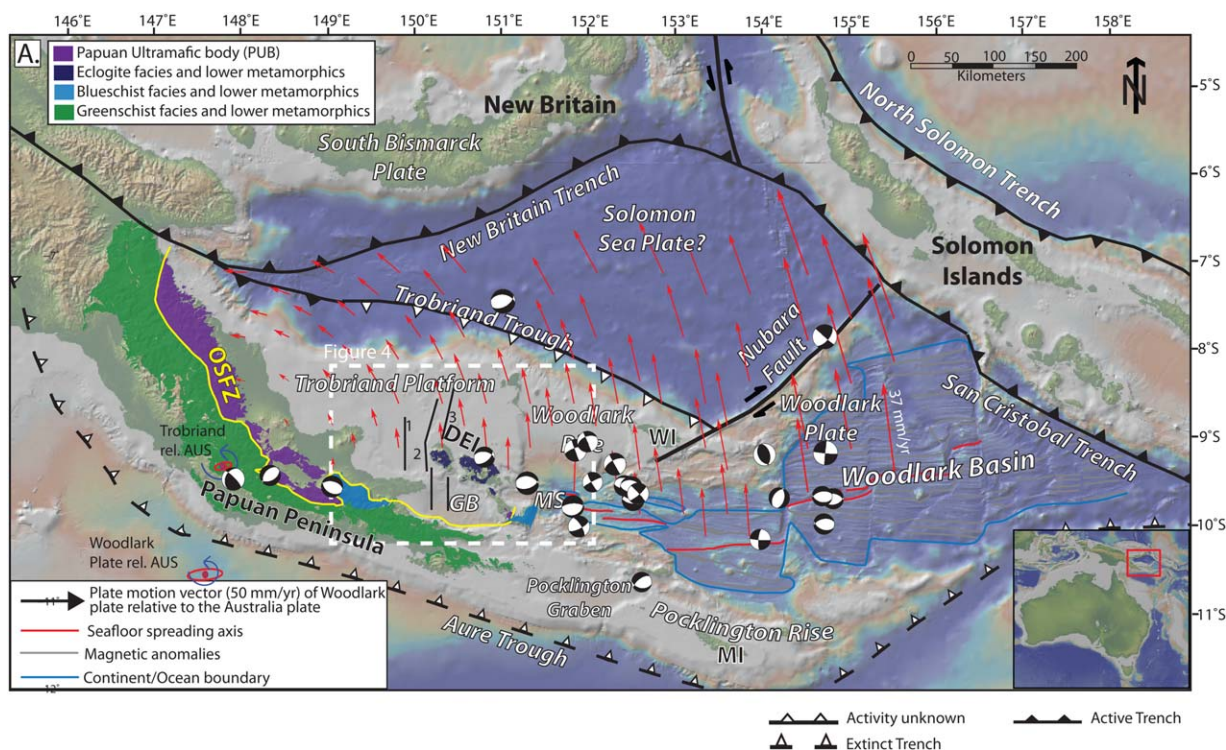 146°E 147°E 148°E 149°E 150°E 151°E 152°E 153°E 154°E 155°E 156°E 157°E 158°E
A.
Papuan Ultramafic body (PUB)
Eclogite facies and lower metamorphics
Blueschist facies and lower metamorphics
Greenschist facies and lower metamorphics
0 50 100 150 200
Kilometers
N
5°S
6°S
7°S
8°S
9°S
10°S
11°S
New Britain
South Bismarck
Plate
New Britain Trench
North Solomon Trench
Solomon
Sea Plate?
Solomon
Islands
Trobriand Trough
Nubara
Fault
OSFZ
Figure 4
Trobriand Platform
1
2
3
DEI
GB
Woodlark
WI
MS
Woodlark
Plate
37 mm/yr
San Cristobal Trench
Woodlark Basin
Trobriand
rel. AUS
Papuan Peninsula
Woodlark
Plate rel. AUS
Pocklington
Graben
Pocklington Rise
MI
Aure Trough
11°
Plate motion vector (50 mm/yr) of Woodlark
plate relative to the Australia plate
Seafloor spreading axis
Magnetic anomalies
Continent/Ocean boundary
12°
Activity unknown
Active Trench
Extinct Trench